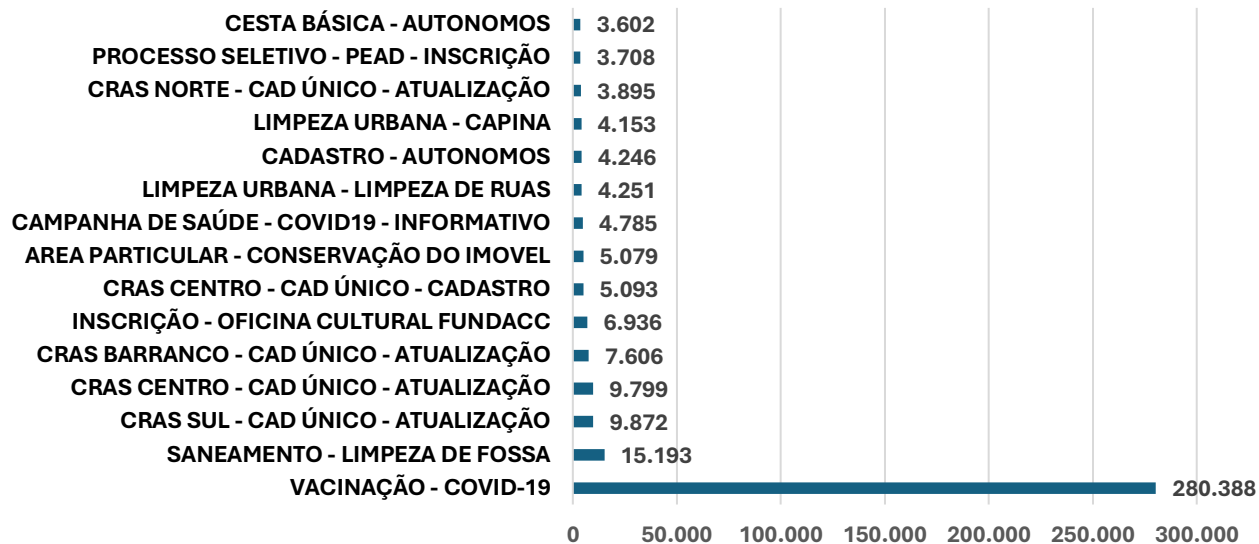 CESTA BÁSICA - AUTONOMOS 3.602
PROCESSO SELETIVO - PEAD - INSCRIÇÃO 3.708
CRAS NORTE - CAD ÚNICO - ATUALIZAÇÃO 3.895
LIMPEZA URBANA - CAPINA 4.153
CADASTRO - AUTONOMOS 4.246
LIMPEZA URBANA - LIMPEZA DE RUAS 4.251
CAMPANHA DE SAÚDE - COVID19 - INFORMATIVO 4.785
AREA PARTICULAR - CONSERVAÇÃO DO IMOVEL 5.079
CRAS CENTRO - CAD ÚNICO - CADASTRO 5.093
INSCRIÇÃO - OFICINA CULTURAL FUNDACC 6.936
CRAS BARRANCO - CAD ÚNICO - ATUALIZAÇÃO 7.606
CRAS CENTRO - CAD ÚNICO - ATUALIZAÇÃO 9.799
CRAS SUL - CAD ÚNICO - ATUALIZAÇÃO 9.872
SANEAMENTO - LIMPEZA DE FOSSA 15.193
VACINAÇÃO - COVID-19 280.388
0 50.000 100.000 150.000 200.000 250.000 300.000